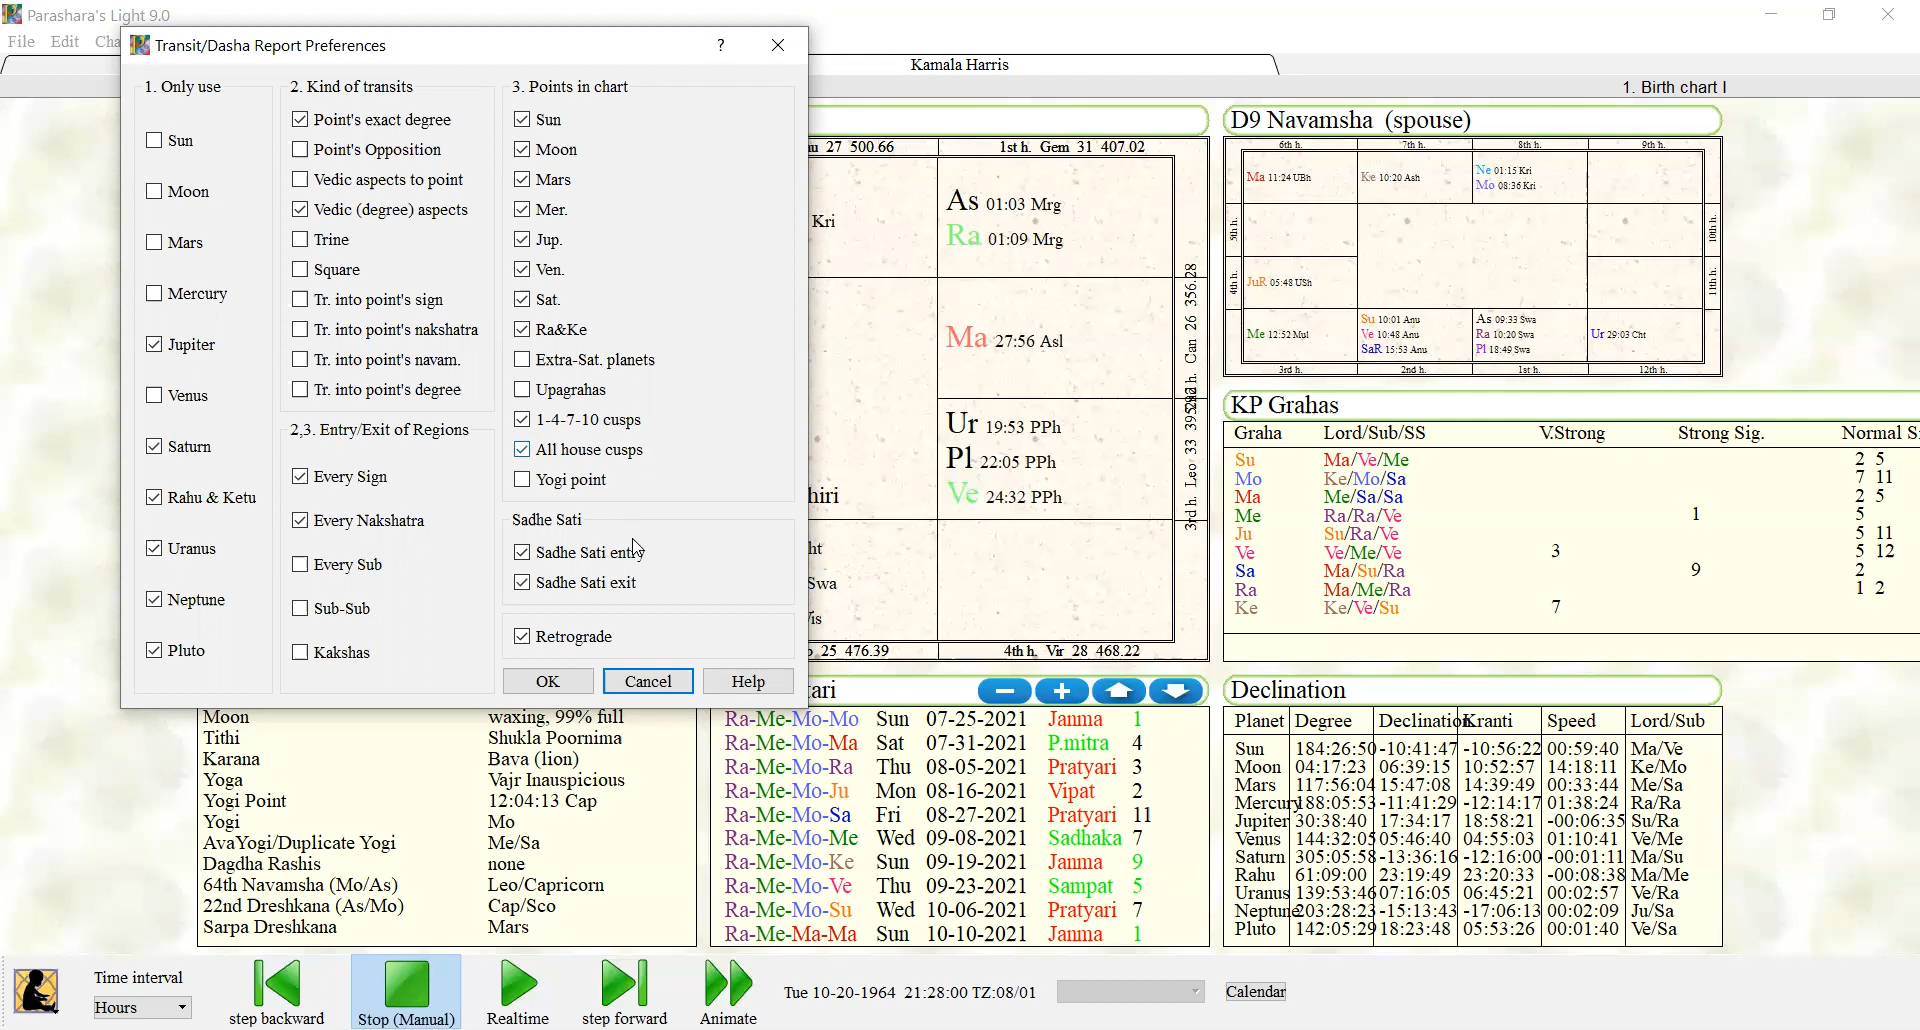 Parashara's Light 9.0
File Edit Cha
Kamala Harris
1. Birth chart I
Transit/Dasha Report Preferences
?
1. Only use
Sun
Moon
Mars
Mercury
Jupiter
Venus
Saturn
Rahu & Ketu
Uranus
Neptune
Pluto
2. Kind of transits
Point's exact degree
Point's Opposition
Vedic aspects to point
Vedic (degree) aspects
Trine
Square
Tr. into point's sign
Tr. into point's nakshatra
Tr. into point's navam.
Tr. into point's degree
2,3. Entry/Exit of Regions
Every Sign
Every Nakshatra
Every Sub
Sub-Sub
Kakshas
3. Points in chart
Sun
Moon
Mars
Mer.
Jup.
Ven.
Sat.
Ra&Ke
Extra-Sat. planets
Upagrahas
1-4-7-10 cusps
All house cusps
Yogi point
Sadhe Sati
Sadhe Sati entry
Sadhe Sati exit
Retrograde
OK Cancel Help
27 500.66 1st h. Gem 31 407.02
Kri
As 01:03 Mrg
Ra 01:09 Mrg
Ma 27:56 Asl
Ur 19:53 PPh
Pl 22:05 PPh
Ve 24:32 PPh
hiri
ht
Swa
is
2nd h. Can 26 356.28
3rd h. Leo 33
25 476.39 4th h. Vir 28 468.22
D9 Navamsha (spouse)
6th h. 7th h. 8th h. 9th h.
Ma 11:24 UBh
Ke 10:20 Ash
Ne 01:15 Kri
Mo 08:36 Kri
5th h. 10th h.
4th h. 11th h.
JuR 05:48 USh
Me 12:52 Mul
Su 10:01 Anu
Ve 10:48 Anu
SaR 15:53 Anu
As 09:33 Swa
Ra 10:20 Swa
Pl 18:49 Swa
Ur 29:03 Cht
3rd h. 2nd h. 1st h. 12th h.
KP Grahas
Graha Lord/Sub/SS V.Strong Strong Sig. Normal S
Su Ma/Ve/Me 2 5
Mo Ke/Mo/Sa 7 11
Ma Me/Sa/Sa 2 5
Me Ra/Ra/Ve 1 5
Ju Su/Ra/Ve 5 11
Ve Ve/Me/Ve 3 5 12
Sa Ma/Su/Ra 9 2
Ra Ma/Me/Ra 1 2
Ke Ke/Ve/Su 7
Moon waxing, 99% full
Tithi Shukla Poornima
Karana Bava (lion)
Yoga Vajr Inauspicious
Yogi Point 12:04:13 Cap
Yogi Mo
AvaYogi/Duplicate Yogi Me/Sa
Dagdha Rashis none
64th Navamsha (Mo/As) Leo/Capricorn
22nd Dreshkana (As/Mo) Cap/Sco
Sarpa Dreshkana Mars
tari
Ra-Me-Mo-Mo Sun 07-25-2021 Janma 1
Ra-Me-Mo-Ma Sat 07-31-2021 P.mitra 4
Ra-Me-Mo-Ra Thu 08-05-2021 Pratyari 3
Ra-Me-Mo-Ju Mon 08-16-2021 Vipat 2
Ra-Me-Mo-Sa Fri 08-27-2021 Pratyari 11
Ra-Me-Mo-Me Wed 09-08-2021 Sadhaka 7
Ra-Me-Mo-Ke Sun 09-19-2021 Janma 9
Ra-Me-Mo-Ve Thu 09-23-2021 Sampat 5
Ra-Me-Mo-Su Wed 10-06-2021 Pratyari 7
Ra-Me-Ma-Ma Sun 10-10-2021 Janma 1
Declination
Planet Degree Declination Kranti Speed Lord/Sub
Sun 184:26:50 -10:41:47 -10:56:22 00:59:40 Ma/Ve
Moon 04:17:23 06:39:15 10:52:57 14:18:11 Ke/Mo
Mars 117:56:04 15:47:08 14:39:49 00:33:44 Me/Sa
Mercury 188:05:53 -11:41:29 -12:14:17 01:38:24 Ra/Ra
Jupiter 30:38:40 17:34:17 18:58:21 -00:06:35 Su/Ra
Venus 144:32:05 05:46:40 04:55:03 01:10:41 Ve/Me
Saturn 305:05:58 -13:36:16 -12:16:00 -00:01:11 Ma/Su
Rahu 61:09:00 23:19:49 23:20:33 -00:08:38 Ma/Me
Uranus 139:53:46 07:16:05 06:45:21 00:02:57 Ve/Ra
Neptune 203:28:23 -15:13:43 -17:06:13 00:02:09 Ju/Sa
Pluto 142:05:29 18:23:48 05:53:26 00:01:40 Ve/Sa
Time interval
Hours
step backward
Stop (Manual)
Realtime
step forward
Animate
Tue 10-20-1964 21:28:00 TZ:08/01
Calendar